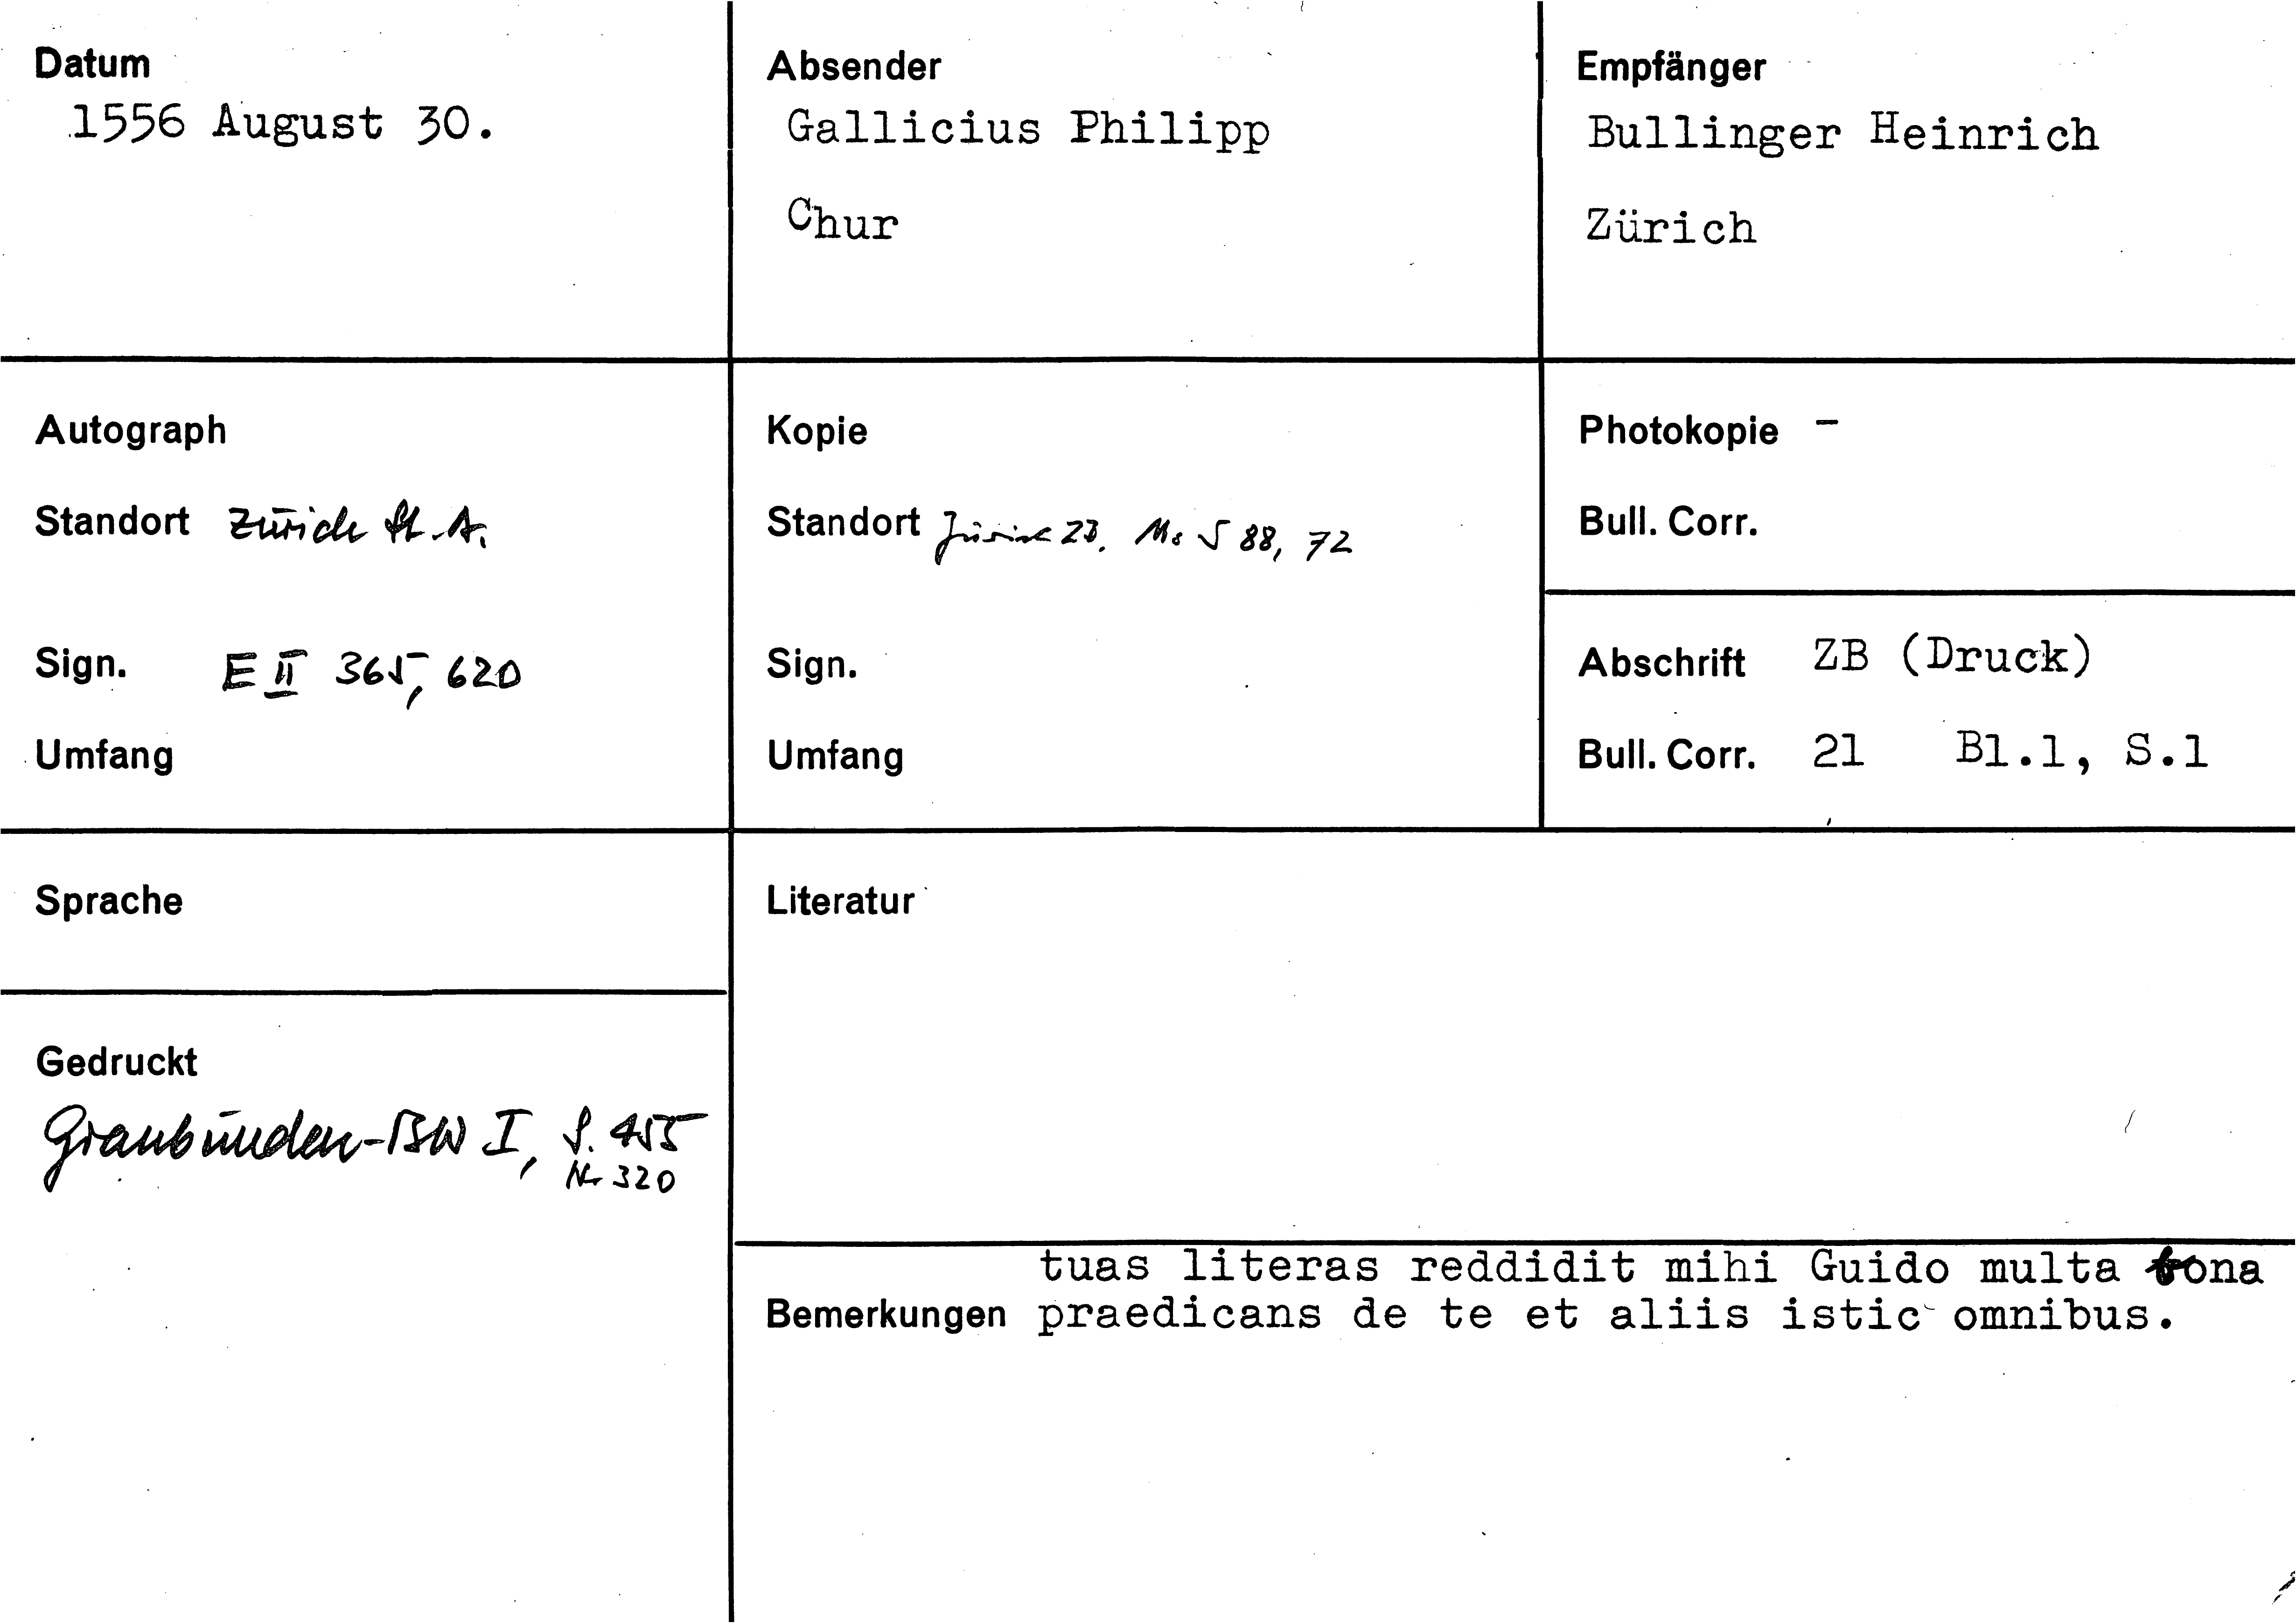 Datum
1556 August 30.
Absender
Gallicius Philipp
Chur
Empfänger
Bullinger Heinrich
Zürich
Autograph
Standort Zürich St. A.
Sign. E II 365, 620
Umfang
Kopie
Standort Zürich ZB, Ms S 88, 72
Sign.
Umfang
Photokopie -
Bull. Corr.
Abschrift ZB (Druck)
Bull. Corr. 21 Bl.1, S.1
Sprache
Gedruckt
Graubünden-BW I, S. 455
Nr 320
Literatur
tuas literas reddidit mihi Guido multa bona
Bemerkungen praedicans de te et aliis istic omnibus.